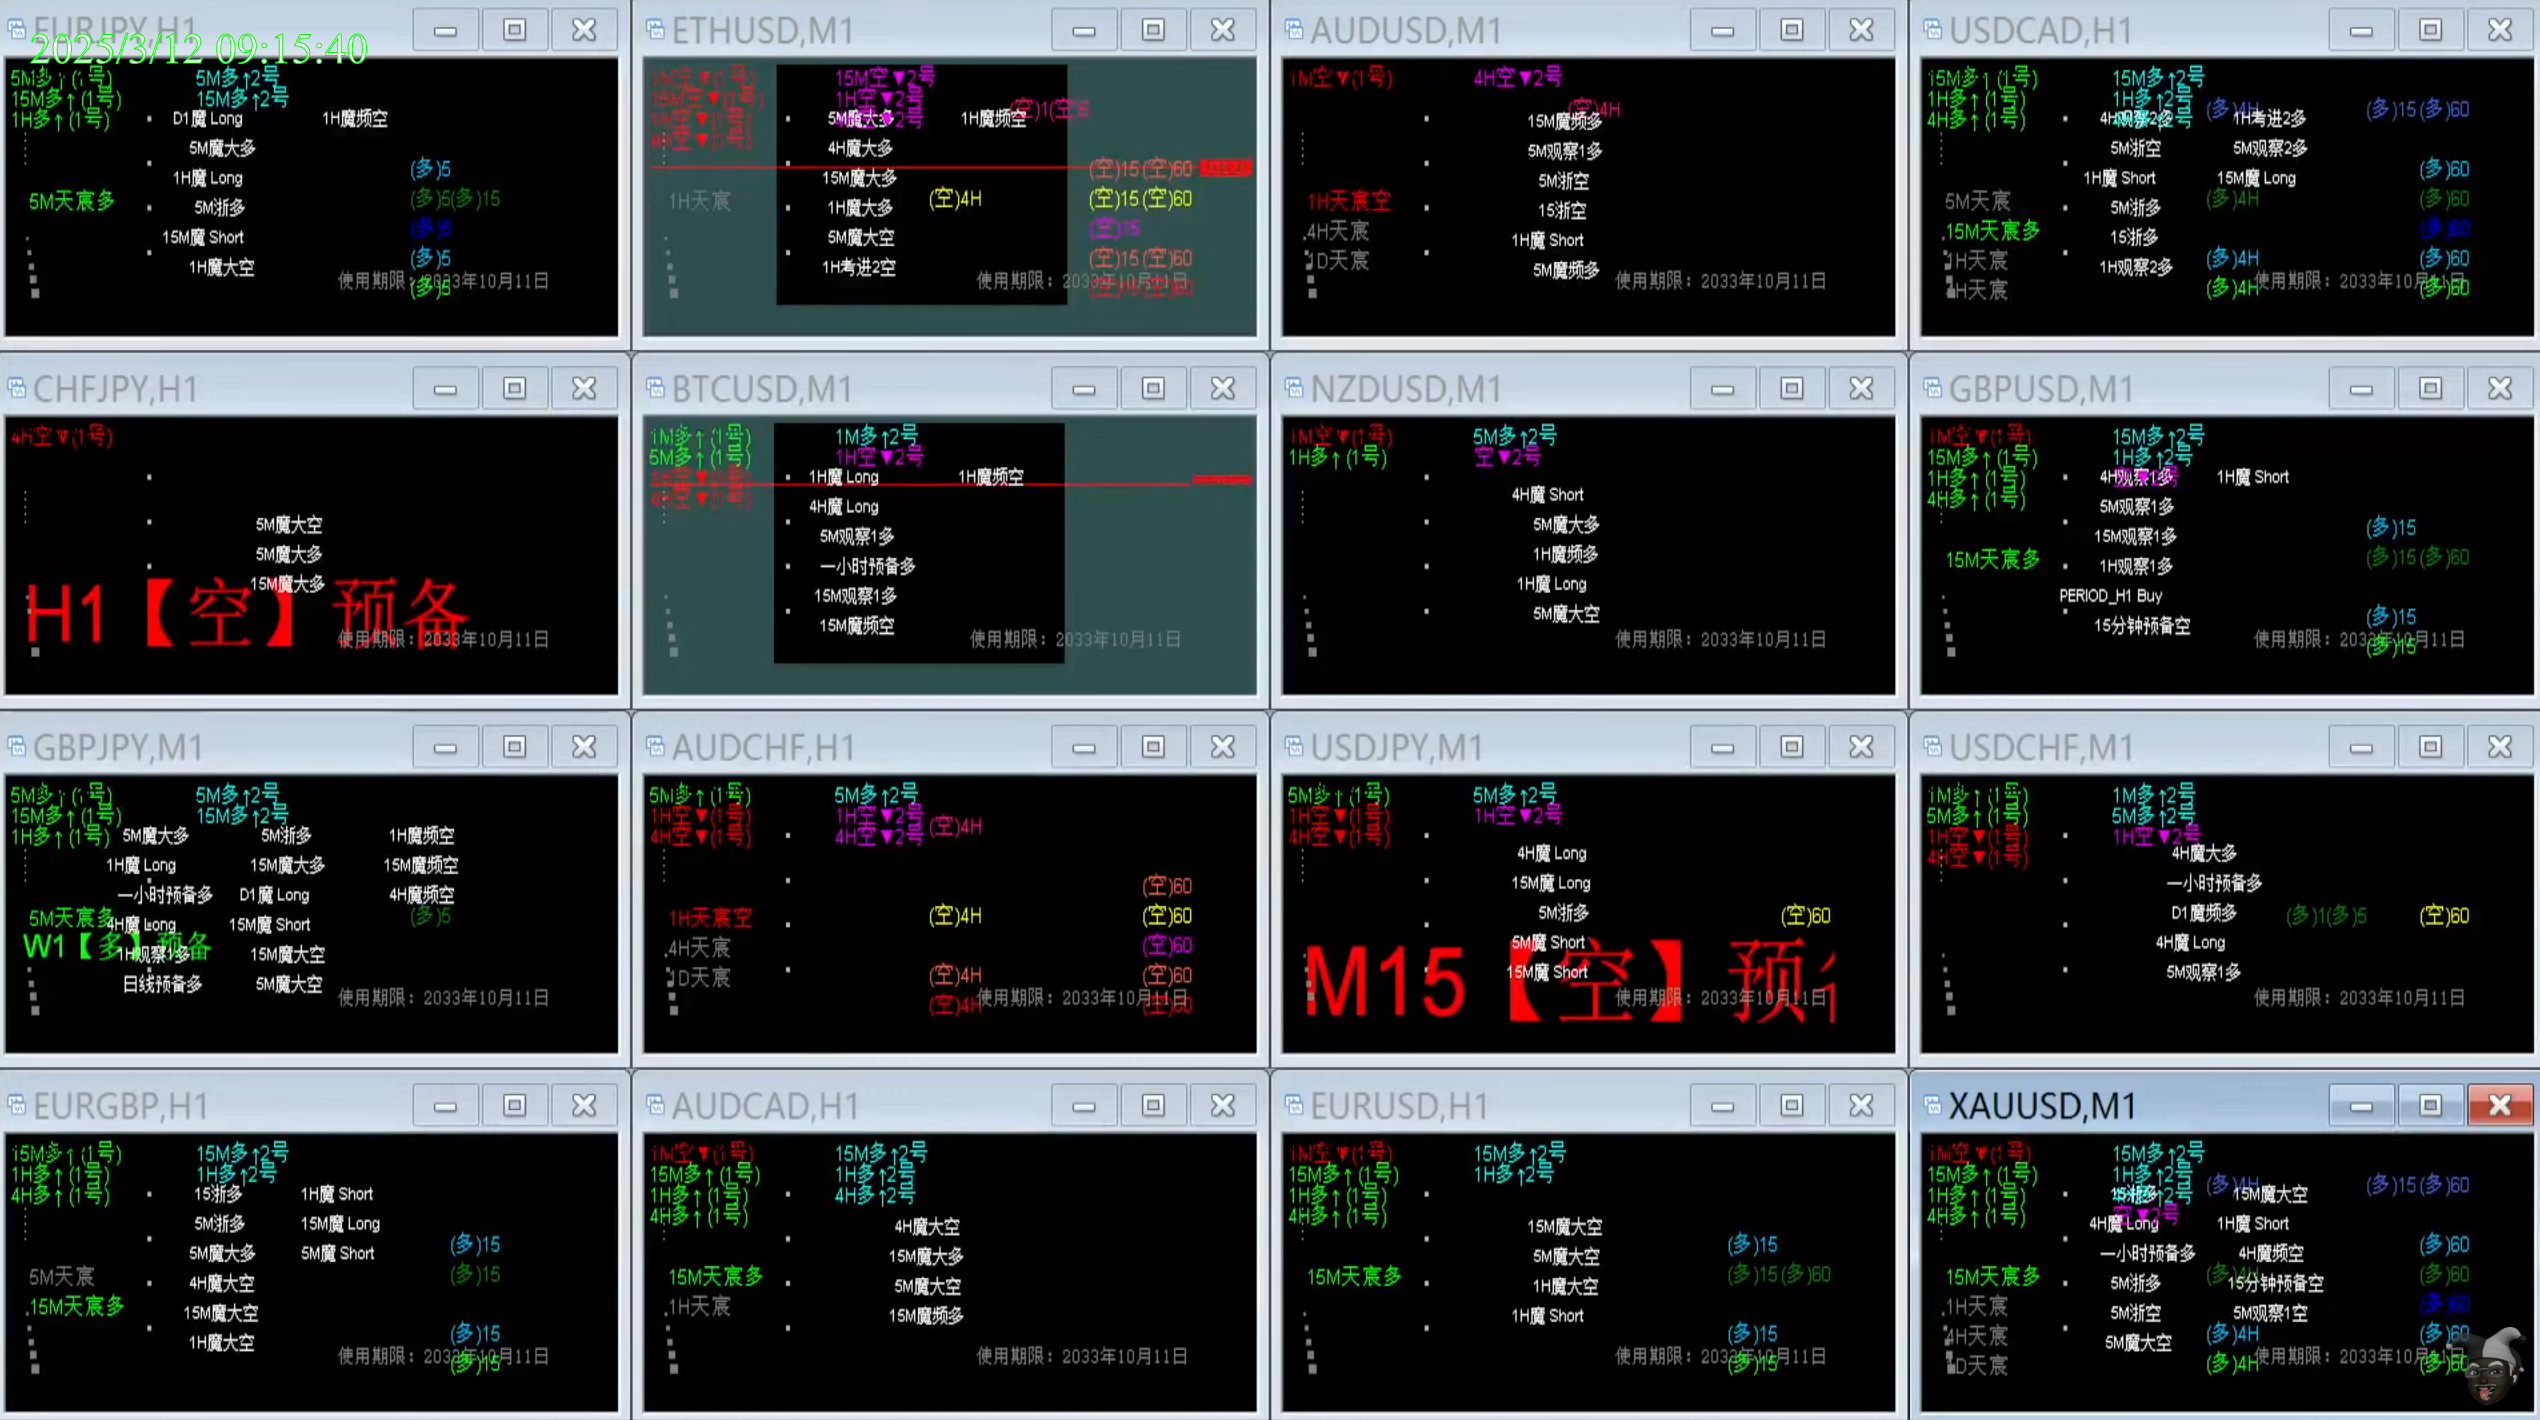 EURJPY,H1
2025/3/12 09:15:40
5M多↑(1号) 5M多↑2号
15M多↑(1号) 15M多↑2号
1H多↑(1号) D1魔 Long 1H魔频空
5M魔大多
(多)5
1H魔 Long
5M天宸多 5M浙多 (多)5(多)15
(多)5
15M魔 Short
1H魔大空 (多)5
使用期限：2033年10月11日
(多)5
ETHUSD,M1
1M空▼(1号) 15M空▼2号
15M空▼(1号) 1H空▼2号
1H空▼(1号) 5M魔大多 1H魔频空
4H空▼(1号) 4H魔大多
15M魔大多 (空)15(空)60
1H天宸 1H魔大多 (空)4H (空)15(空)60
5M魔大空 (空)15
1H考进2空 (空)15(空)60
使用期限：2033年10月11日
AUDUSD,M1
1M空▼(1号) 4H空▼2号
(空)4H
15M魔频多
5M观察1多
5M浙空
1H天宸空 15浙空
4H天宸 1H魔 Short
1D天宸 5M魔频多
使用期限：2033年10月11日
USDCAD,H1
15M多↑(1号) 15M多↑2号
1H多↑(1号) 1H多↑2号 (多)4H (多)15(多)60
4H多↑(1号) 4H观察2多 1H考进2多
5M浙空 5M观察2多
1H魔 Short 15M魔 Long (多)60
5M天宸 5M浙多 (多)4H (多)60
15M天宸多 15浙多 (多)60
1H天宸 1H观察2多 (多)4H (多)60
4H天宸 (多)4H (多)60
使用期限：2033年10月11日
CHFJPY,H1
4H空▼(1号)
5M魔大空
5M魔大多
15M魔大多
H1【空】预备
使用期限：2033年10月11日
BTCUSD,M1
1M多↑(1号) 1M多↑2号
5M多↑(1号) 1H空▼2号
1H空▼(1号) 1H魔 Long 1H魔频空
4H空▼(1号) 4H魔 Long
5M观察1多
一小时预备多
15M观察1多
15M魔频空
使用期限：2033年10月11日
NZDUSD,M1
1M空▼(1号) 5M多↑2号
1H多↑(1号) 空▼2号
4H魔 Short
5M魔大多
1H魔频多
1H魔 Long
5M魔大空
使用期限：2033年10月11日
GBPUSD,M1
1M空▼(1号) 15M多↑2号
15M多↑(1号) 1H多↑2号
1H多↑(1号) 4H观察1多 1H魔 Short
4H多↑(1号) 5M观察1多
15M观察1多 (多)15
15M天宸多 1H观察1多 (多)15(多)60
PERIOD_H1 Buy
15分钟预备空 (多)15
使用期限：2033年10月11日
(多)15
GBPJPY,M1
5M多↑(1号) 5M多↑2号
15M多↑(1号) 15M多↑2号
1H多↑(1号) 5M魔大多 5M浙多 1H魔频空
1H魔 Long 15M魔大多 15M魔频空
一小时预备多 D1魔 Long 4H魔频空
5M天宸多 4H魔 Long 15M魔 Short (多)5
W1【多】预备 1H观察1多 15M魔大空
日线预备多 5M魔大空
使用期限：2033年10月11日
AUDCHF,H1
5M多↑(1号) 5M多↑2号
1H空▼(1号) 1H空▼2号
4H空▼(1号) 4H空▼2号 (空)4H
(空)60
1H天宸空 (空)4H (空)60
4H天宸 (空)60
1D天宸 (空)4H (空)60
(空)4H (空)60
使用期限：2033年10月11日
USDJPY,M1
5M多↑(1号) 5M多↑2号
1H空▼(1号) 1H空▼2号
4H空▼(1号)
4H魔 Long
15M魔 Long
5M浙多 (空)60
5M魔 Short
15M魔 Short
M15【空】预
使用期限：2033年10月11日
USDCHF,M1
1M多↑(1号) 1M多↑2号
5M多↑(1号) 5M多↑2号
1H空▼(1号) 1H空▼2号
4H空▼(1号) 4H魔大多
一小时预备多
D1魔频多 (多)1(多)5 (空)60
4H魔 Long
5M观察1多
使用期限：2033年10月11日
EURGBP,H1
15M多↑(1号) 15M多↑2号
1H多↑(1号) 1H多↑2号
4H多↑(1号) 15浙多 1H魔 Short
5M浙多 15M魔 Long
5M魔大多 5M魔 Short (多)15
5M天宸 4H魔大空 (多)15
15M天宸多 15M魔大空
1H魔大空 (多)15
使用期限：2033年10月11日
(多)15
AUDCAD,H1
1M空▼(1号) 15M多↑2号
15M多↑(1号) 1H多↑2号
1H多↑(1号) 4H多↑2号
4H多↑(1号) 4H魔大空
15M魔大多
15M天宸多 5M魔大空
1H天宸 15M魔频多
使用期限：2033年10月11日
EURUSD,H1
1M空▼(1号) 15M多↑2号
15M多↑(1号) 1H多↑2号
1H多↑(1号)
4H多↑(1号) 15M魔大空
5M魔大空 (多)15
15M天宸多 1H魔大空 (多)15(多)60
1H魔 Short
(多)15
使用期限：2033年10月11日
(多)15
XAUUSD,M1
1M空▼(1号) 15M多↑2号
15M多↑(1号) 1H多↑2号 (多)4H (多)15(多)60
1H多↑(1号) 15浙多 15M魔大空
4H多↑(1号) 4H魔 Long 1H魔 Short
一小时预备多 4H魔频空 (多)60
15M天宸多 5M浙多 15分钟预备空 (多)60
1H天宸 5M浙空 5M观察1空 (多)60
4H天宸 5M魔大空 (多)4H (多)60
1D天宸 (多)4H (多)60
使用期限：2033年10月11日